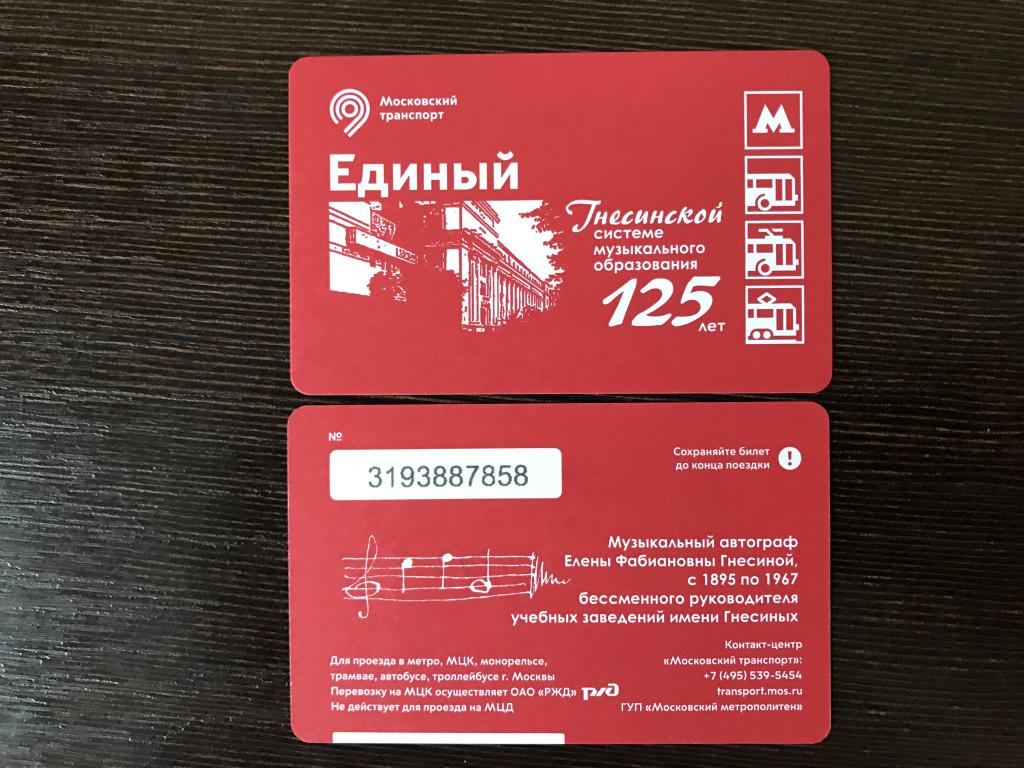 Московский
транспорт
Единый
Гнесинской
системе
музыкального
образования
125 лет
М
№
3193887858
Сохраняйте билет
до конца поездки
!
Музыкальный автограф
Елены Фабиановны Гнесиной,
с 1895 по 1967
бессменного руководителя
учебных заведений имени Гнесиных
Для проезда в метро, МЦК, монорельсе,
трамвае, автобусе, троллейбусе г. Москвы
Перевозку на МЦК осуществляет ОАО «РЖД» РЖД
Не действует для проезда на МЦД
Контакт-центр
«Московский транспорт»:
+7 (495) 539-5454
transport.mos.ru
ГУП «Московский метрополитен»